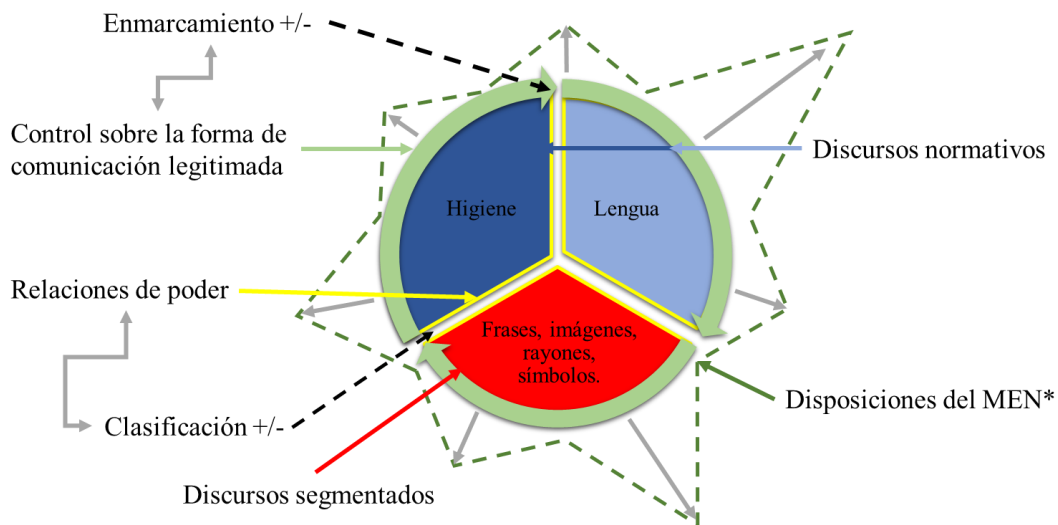 Enmarcamiento +/-
Control sobre la forma de
comunicación legitimada
Discursos normativos
Higiene
Lengua
Relaciones de poder
Frases, imágenes,
rayones,
símbolos.
Disposiciones del MEN*
Clasificación +/-
Discursos segmentados